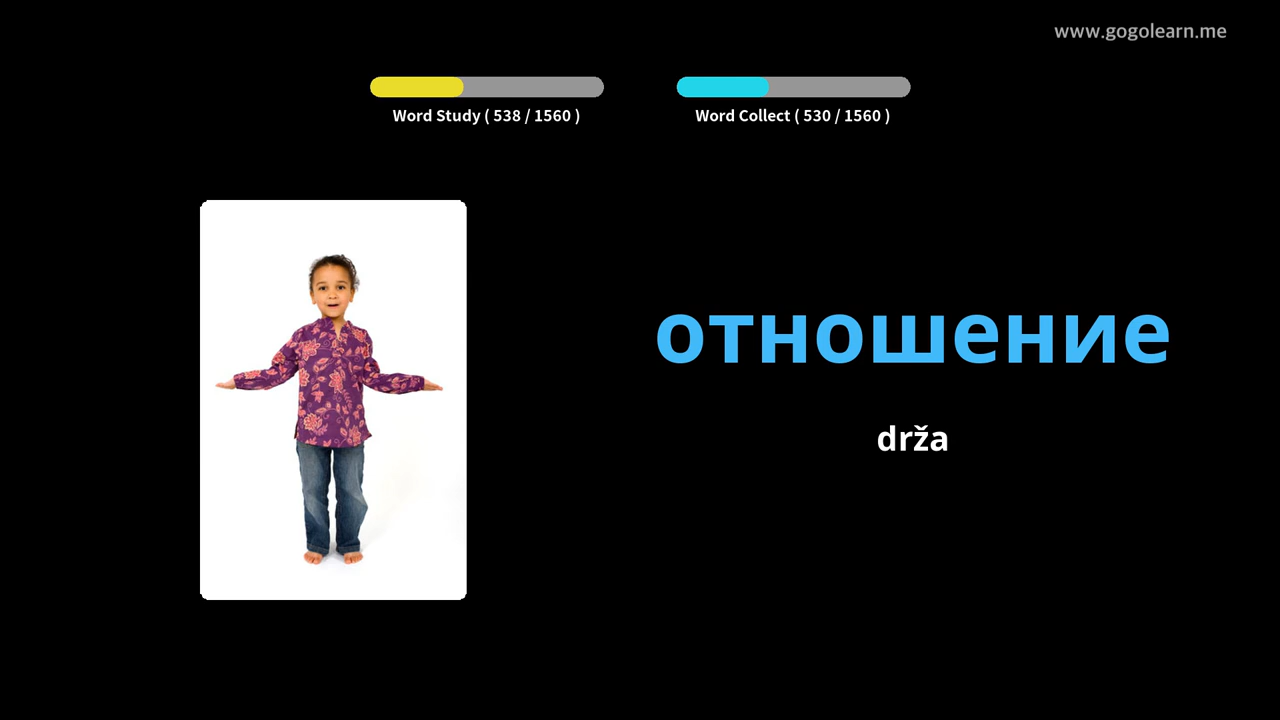 www.gogolearn.me
Word Study ( 538 / 1560 )
Word Collect ( 530 / 1560 )
отношение
drža